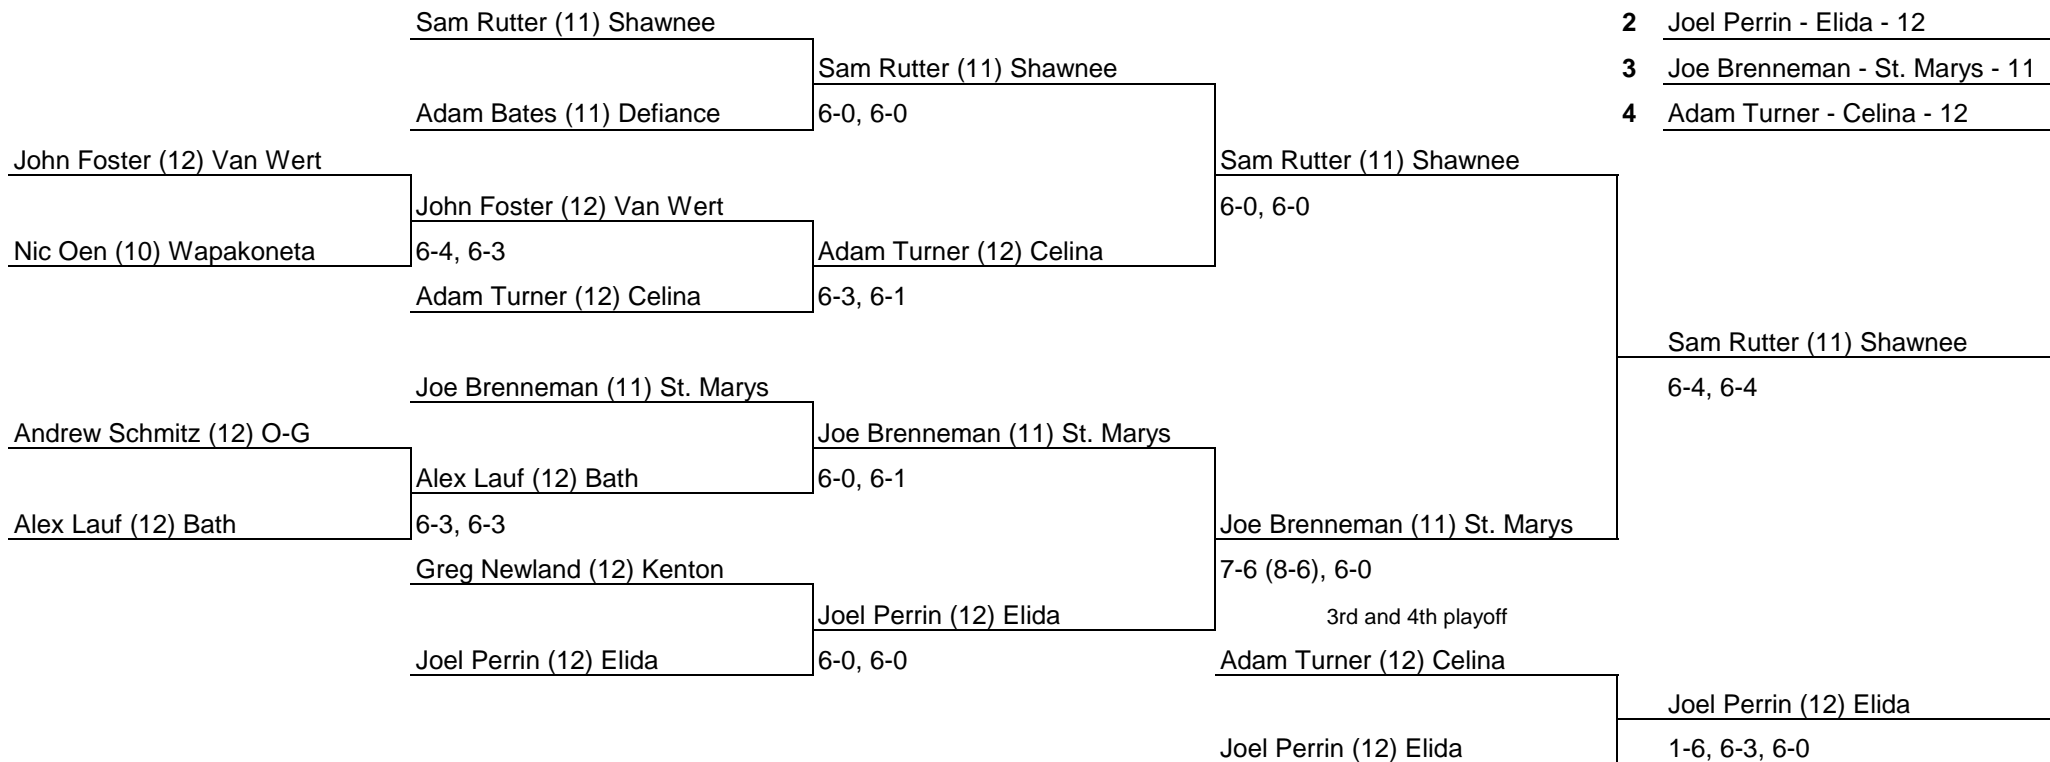 Sam Rutter (11) Shawnee
2 Joel Perrin - Elida - 12
Sam Rutter (11) Shawnee
3 Joe Brenneman - St. Marys - 11
Adam Bates (11) Defiance
6-0, 6-0
4 Adam Turner - Celina - 12
John Foster (12) Van Wert
Sam Rutter (11) Shawnee
John Foster (12) Van Wert
6-0, 6-0
Nic Oen (10) Wapakoneta
6-4, 6-3
Adam Turner (12) Celina
Adam Turner (12) Celina
6-3, 6-1
Sam Rutter (11) Shawnee
Joe Brenneman (11) St. Marys
6-4, 6-4
Andrew Schmitz (12) O-G
Joe Brenneman (11) St. Marys
Alex Lauf (12) Bath
6-0, 6-1
Alex Lauf (12) Bath
6-3, 6-3
Joe Brenneman (11) St. Marys
Greg Newland (12) Kenton
7-6 (8-6), 6-0
Joel Perrin (12) Elida
3rd and 4th playoff
Joel Perrin (12) Elida
6-0, 6-0
Adam Turner (12) Celina
Joel Perrin (12) Elida
Joel Perrin (12) Elida
1-6, 6-3, 6-0